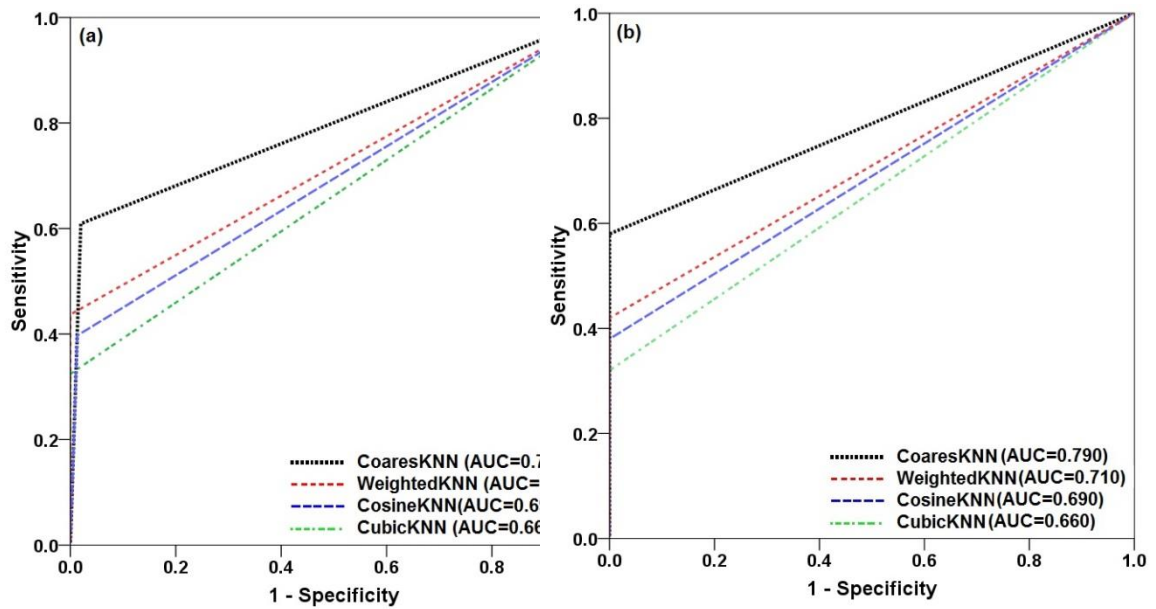 (a)
1.0
0.8
0.6
0.4
0.2
0.0
Sensitivity
CoaresKNN (AUC=0.7
WeightedKNN (AUC=
CosineKNN(AUC=0.6
CubicKNN (AUC=0.66
0.0 0.2 0.4 0.6 0.8
1 - Specificity
(b)
1.0
0.8
0.6
0.4
0.2
0.0
Sensitivity
CoaresKNN (AUC=0.790)
WeightedKNN (AUC=0.710)
CosineKNN (AUC=0.690)
CubicKNN (AUC=0.660)
0.0 0.2 0.4 0.6 0.8 1.0
1 - Specificity